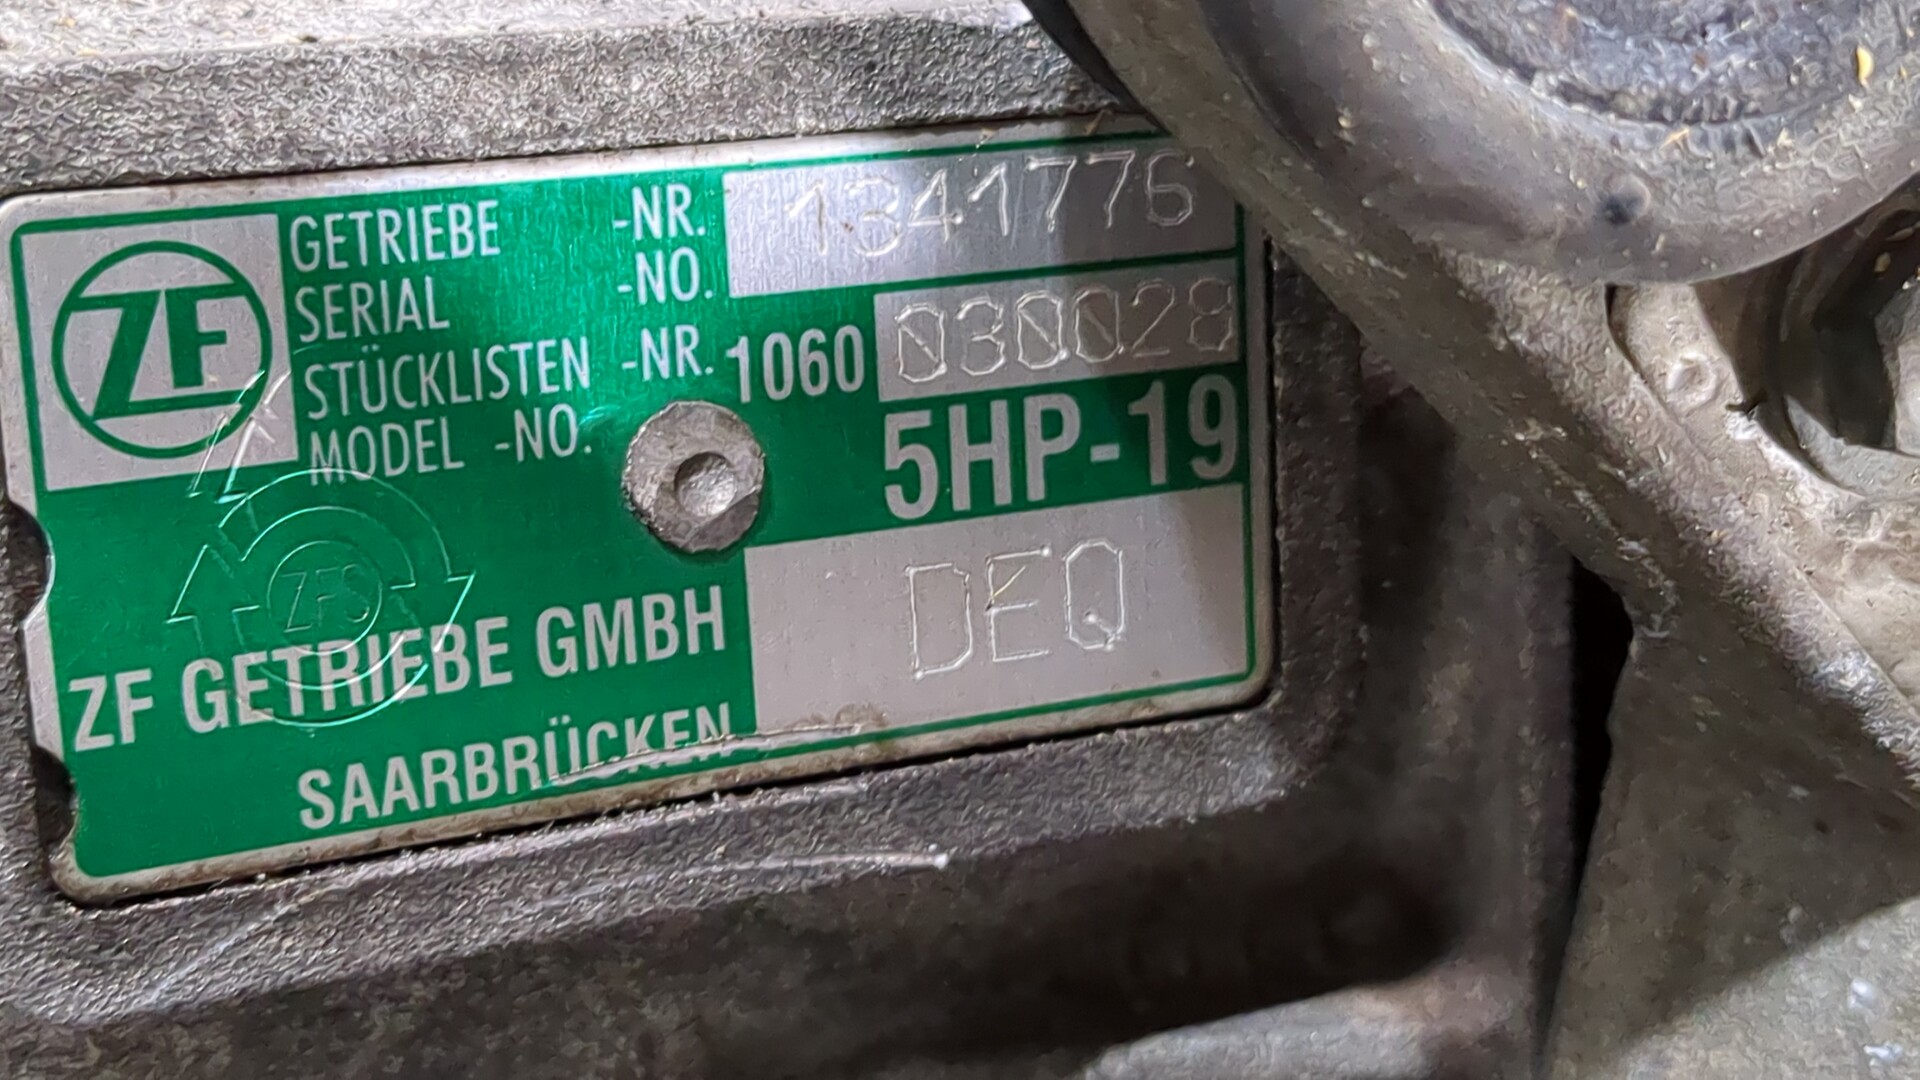 ZF
GETRIEBE -NR. 1341776
SERIAL -NO.
STÜCKLISTEN -NR. 1060 030028
MODEL -NO.
5HP-19
ZFS
DEQ
ZF GETRIEBE GMBH
SAARBRÜCKEN